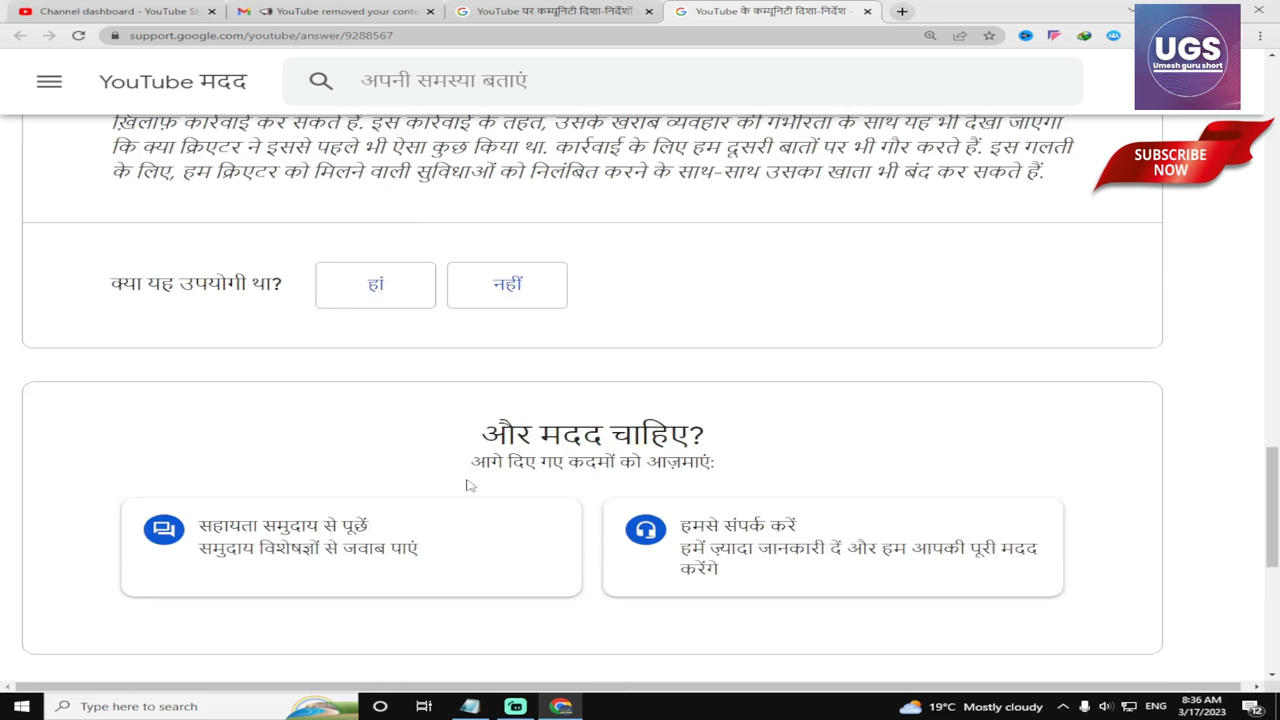 Channel dashboard - YouTube St
YouTube removed your conte
YouTube पर कम्यूनिटी दिशा-निर्देशों
YouTube के कम्यूनिटी दिशा-निर्देश -
support.google.com/youtube/answer/9288567
UGS
Umesh guru short
YouTube मदद
अपनी समस्या बताएं
SUBSCRIBE
NOW
ख़िलाफ़ कार्रवाई कर सकते हैं. इस कार्रवाई के तहत, उसके खराब व्यवहार की गंभीरता के साथ यह भी देखा जाएगा
कि क्या क्रिएटर ने इससे पहले भी ऐसा कुछ किया था. कार्रवाई के लिए हम दूसरी बातों पर भी गौर करते हैं. इस गलती
के लिए, हम क्रिएटर को मिलने वाली सुविधाओं को निलंबित करने के साथ-साथ उसका खाता भी बंद कर सकते हैं.
क्या यह उपयोगी था?
हां
नहीं
और मदद चाहिए?
आगे दिए गए कदमों को आज़माएं:
सहायता समुदाय से पूछें
समुदाय विशेषज्ञों से जवाब पाएं
हमसे संपर्क करें
हमें ज़्यादा जानकारी दें और हम आपकी पूरी मदद
करेंगे
Type here to search
19°C Mostly cloudy
ENG
8:36 AM
3/17/2023
12